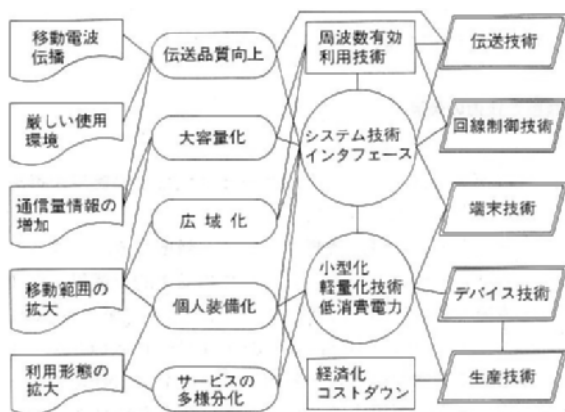 移動電波
伝播
厳しい使用
環境
通信量情報の
増加
移動範囲の
拡大
利用形態の
拡大
伝送品質向上
大容量化
広域化
個人装備化
サービスの
多様分化
周波数有効
利用技術
システム技術
インタフェース
小型化
軽量化技術
低消費電力
経済化
コストダウン
伝送技術
回線制御技術
端末技術
デバイス技術
生産技術